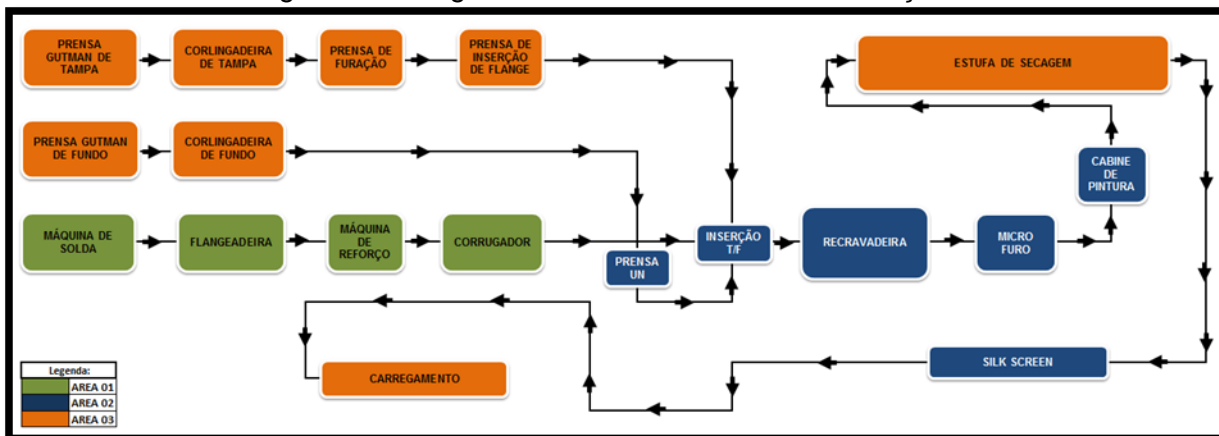 PRENSA
GUTMAN DE
TAMPA
CORLINGADEIRA
DE TAMPA
PRENSA DE
FURAÇÃO
PRENSA DE
INSERÇÃO
DE FLANGE
ESTUFA DE SECAGEM
PRENSA GUTMAN
DE FUNDO
CORLINGADEIRA
DE FUNDO
CABINE
DE
PINTURA
MÁQUINA DE
SOLDA
FLANGEADEIRA
MÁQUINA
DE
REFORÇO
CORRUGADOR
PRENSA
UN
INSERÇÃO
T/F
RECRAVADEIRA
MICRO
FURO
SILK SCREEN
CARREGAMENTO
Legenda:
AREA 01
AREA 02
AREA 03